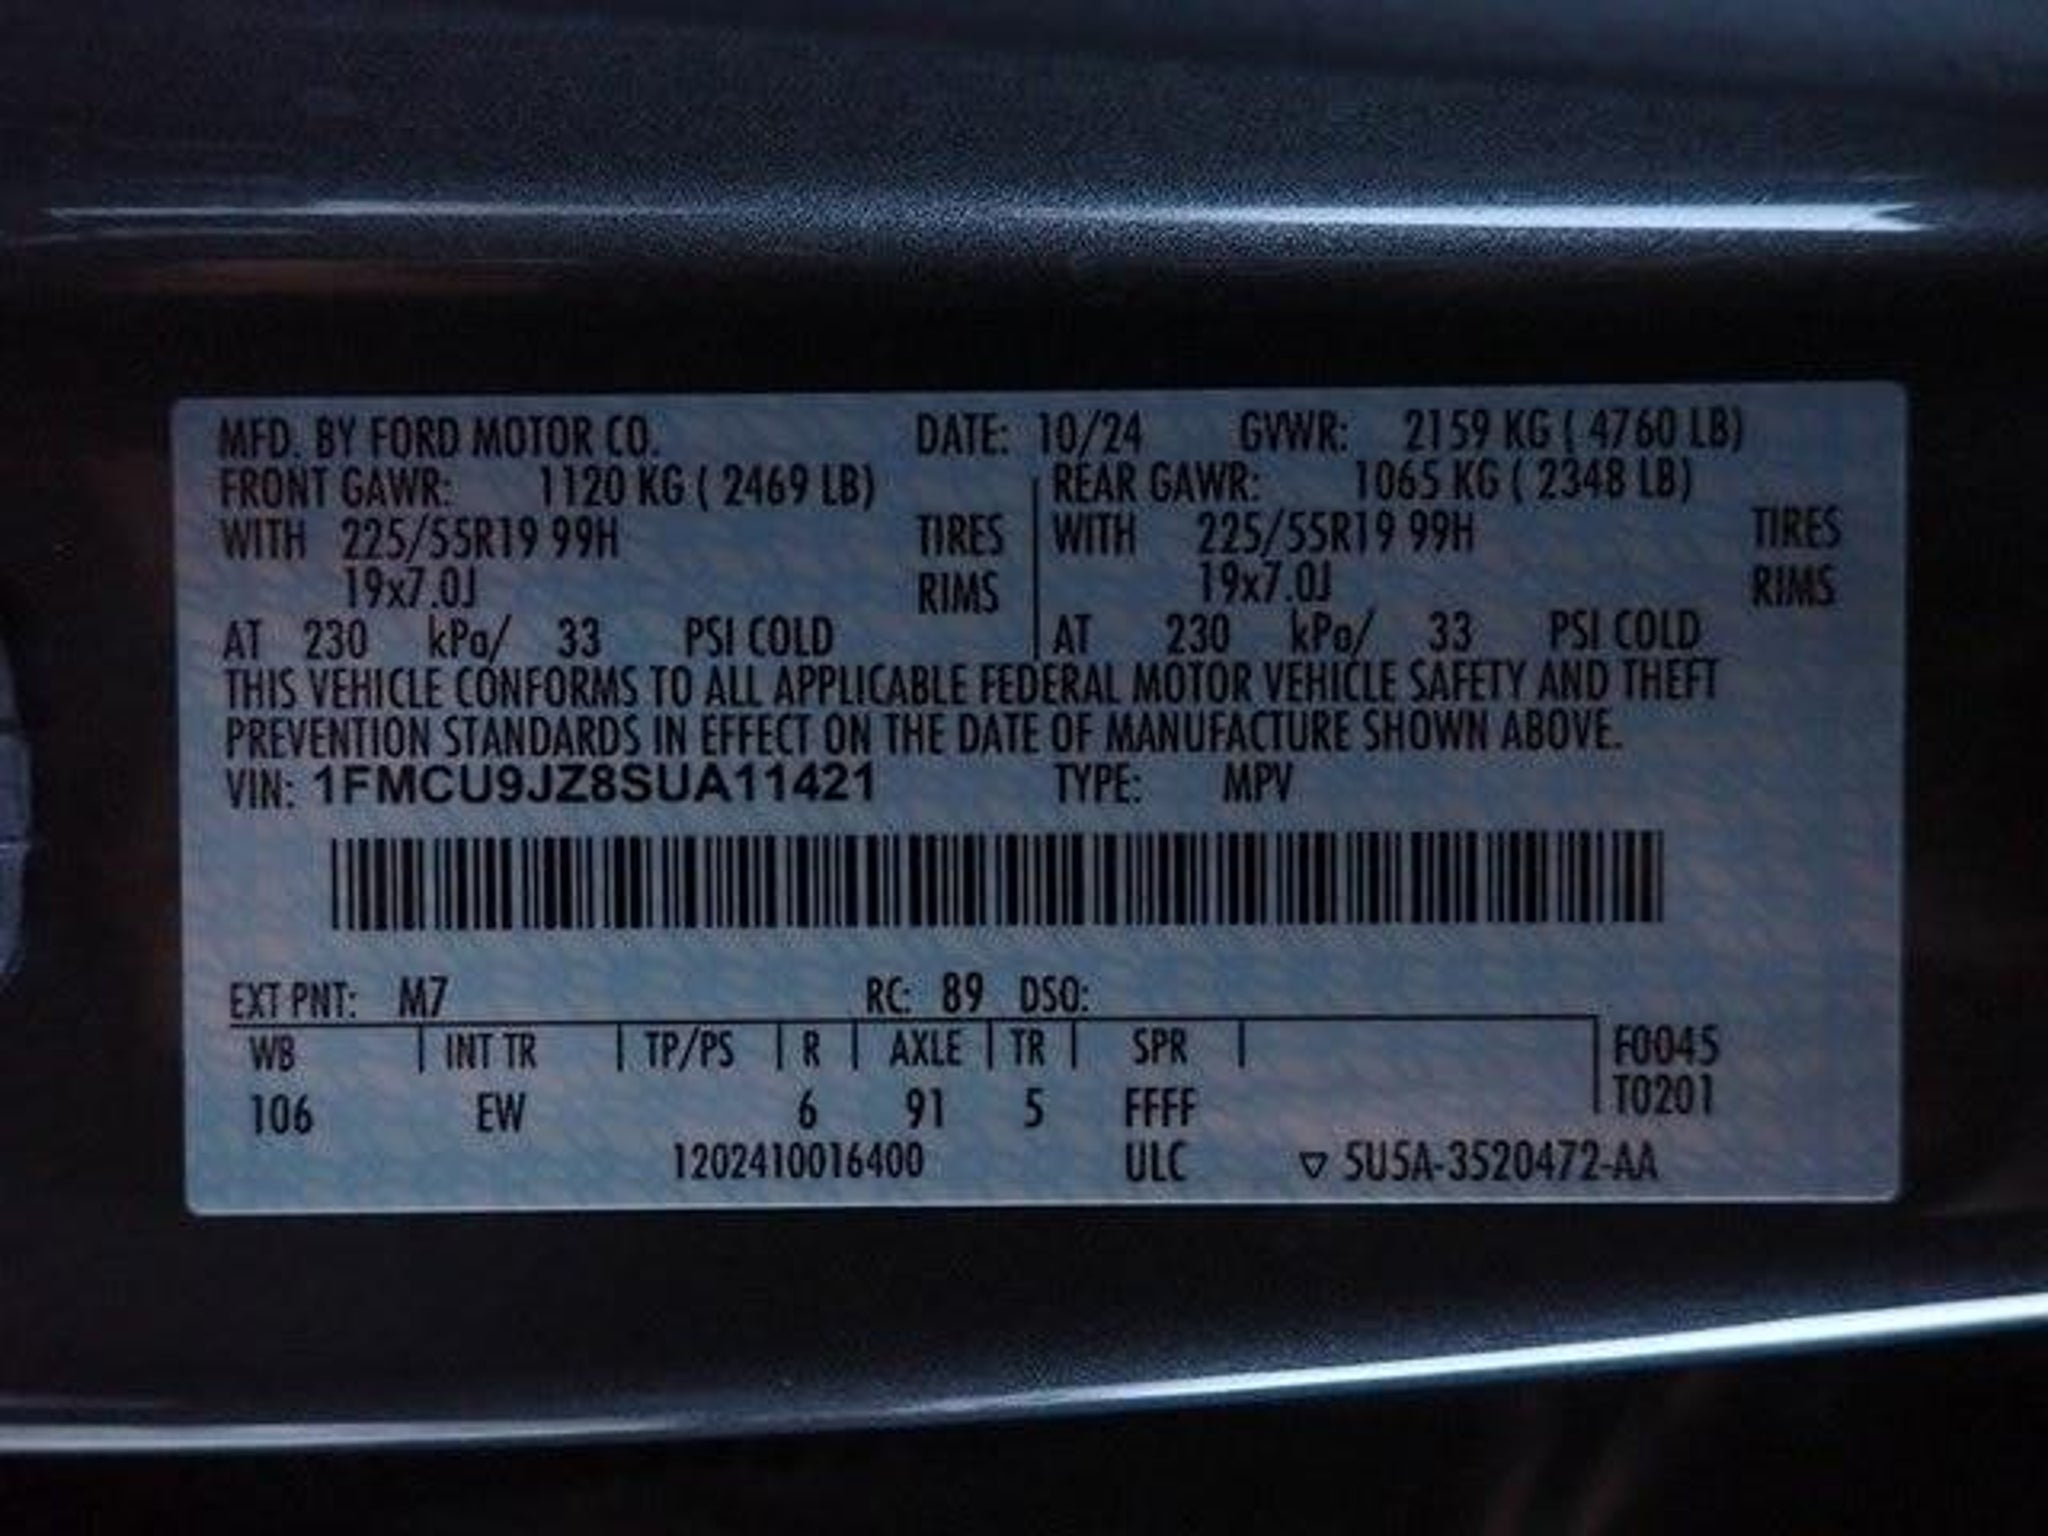 MFD. BY FORD MOTOR CO. DATE: 10/24 GVWR: 2159 KG ( 4760 LB)
FRONT GAWR: 1120 KG ( 2469 LB) REAR GAWR: 1065 KG ( 2348 LB)
WITH 225/55R19 99H TIRES WITH 225/55R19 99H TIRES
19x7.0J RIMS 19x7.0J RIMS
AT 230 kPa/ 33 PSI COLD AT 230 kPa/ 33 PSI COLD
THIS VEHICLE CONFORMS TO ALL APPLICABLE FEDERAL MOTOR VEHICLE SAFETY AND THEFT
PREVENTION STANDARDS IN EFFECT ON THE DATE OF MANUFACTURE SHOWN ABOVE.
VIN: 1FMCU9JZ8SUA11421 TYPE: MPV
EXT PNT: M7 RC: 89 DSO:
WB INT TR TP/PS R AXLE TR SPR F0045
106 EW 6 91 5 FFFF T0201
1202410016400 ULC ▽ 5U5A-3520472-AA